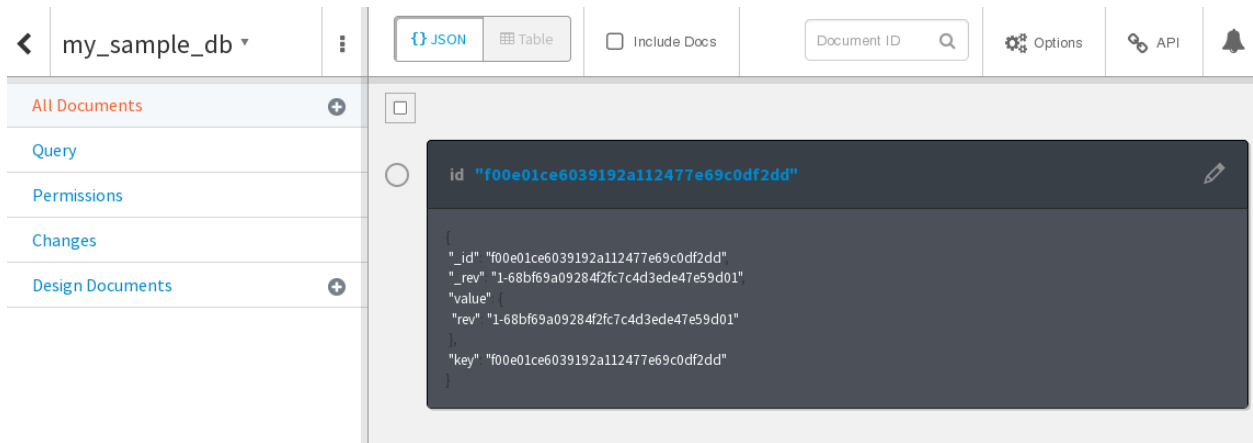 my_sample_db
{} JSON
Table
Include Docs
Document ID
Options
API
All Documents
Query
Permissions
Changes
Design Documents
id "f00e01ce6039192a112477e69c0df2dd"
{
"_id": "f00e01ce6039192a112477e69c0df2dd",
"_rev": "1-68bf69a09284f2fc7c4d3ede47e59d01",
"value": {
"rev": "1-68bf69a09284f2fc7c4d3ede47e59d01"
},
"key": "f00e01ce6039192a112477e69c0df2dd"
}